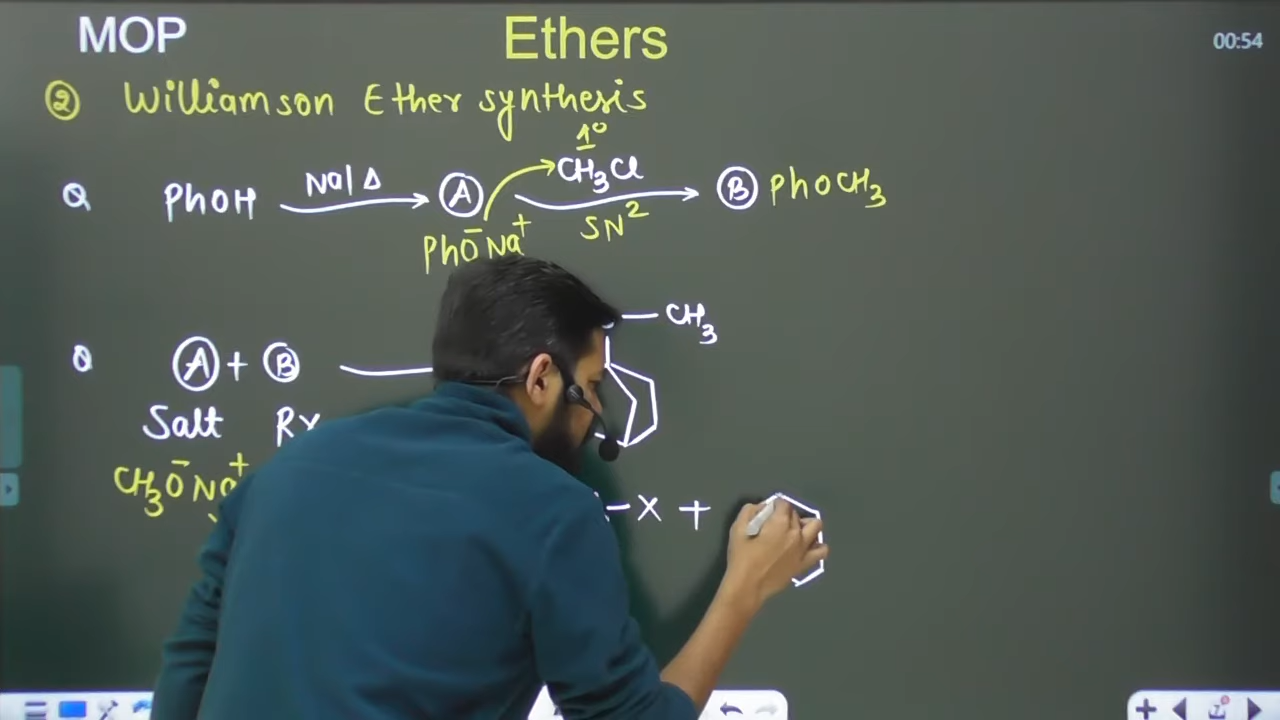 MOP Ethers 00:54
② Williamson Ether synthesis
1°
Q PhOH Na/Δ Ⓐ CH₃Cl Ⓑ PhOCH₃
PhO⁻Na⁺ SN²
–CH₃
Q Ⓐ + Ⓑ
Salt Rx
CH₃O⁻Na⁺
–X +